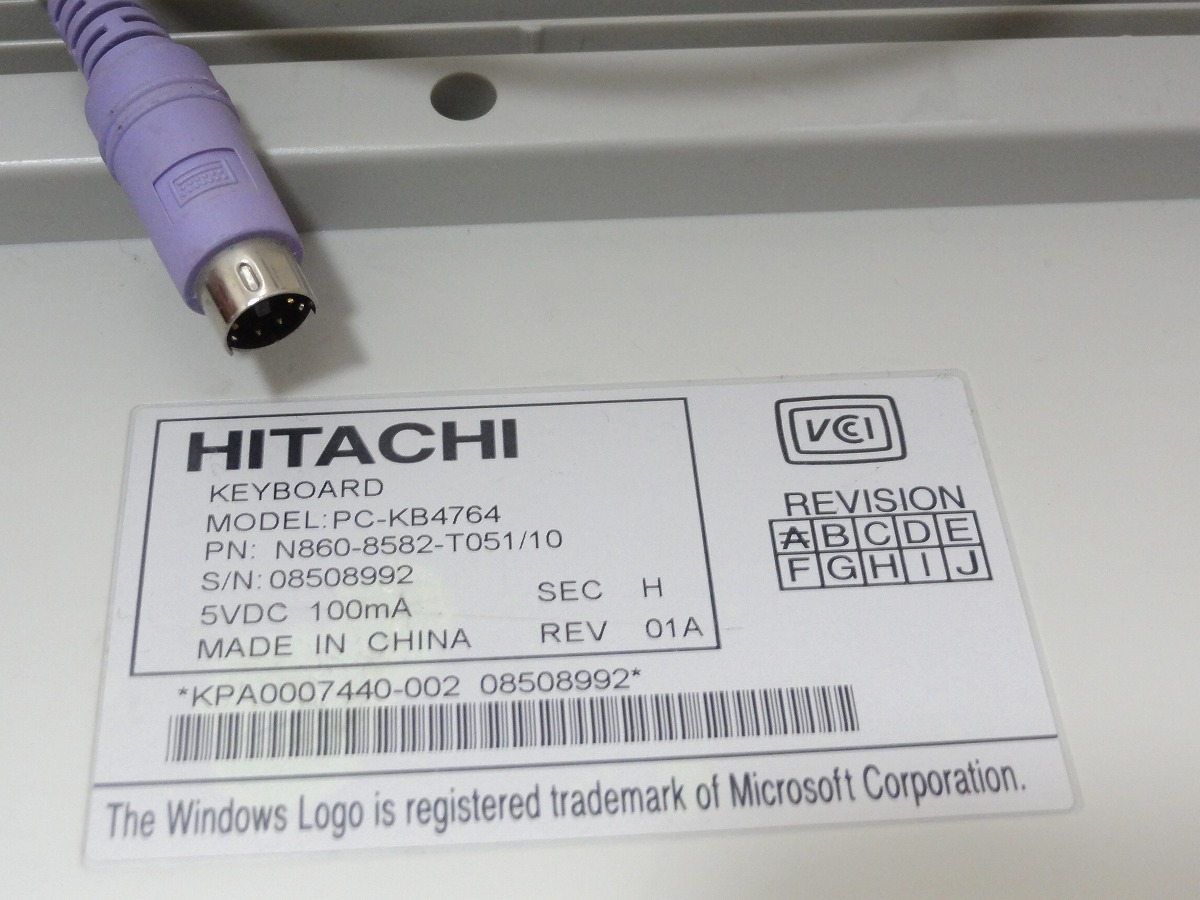 HITACHI
KEYBOARD
MODEL:PC-KB4764
PN: N860-8582-T051/10
S/N:08508992
5VDC 100mA
SEC H
MADE IN CHINA
REV 01A
*KPA0007440-002 08508992*
VCCI
REVISION
A B C D E
F G H I J
The Windows Logo is registered trademark of Microsoft Corporation.